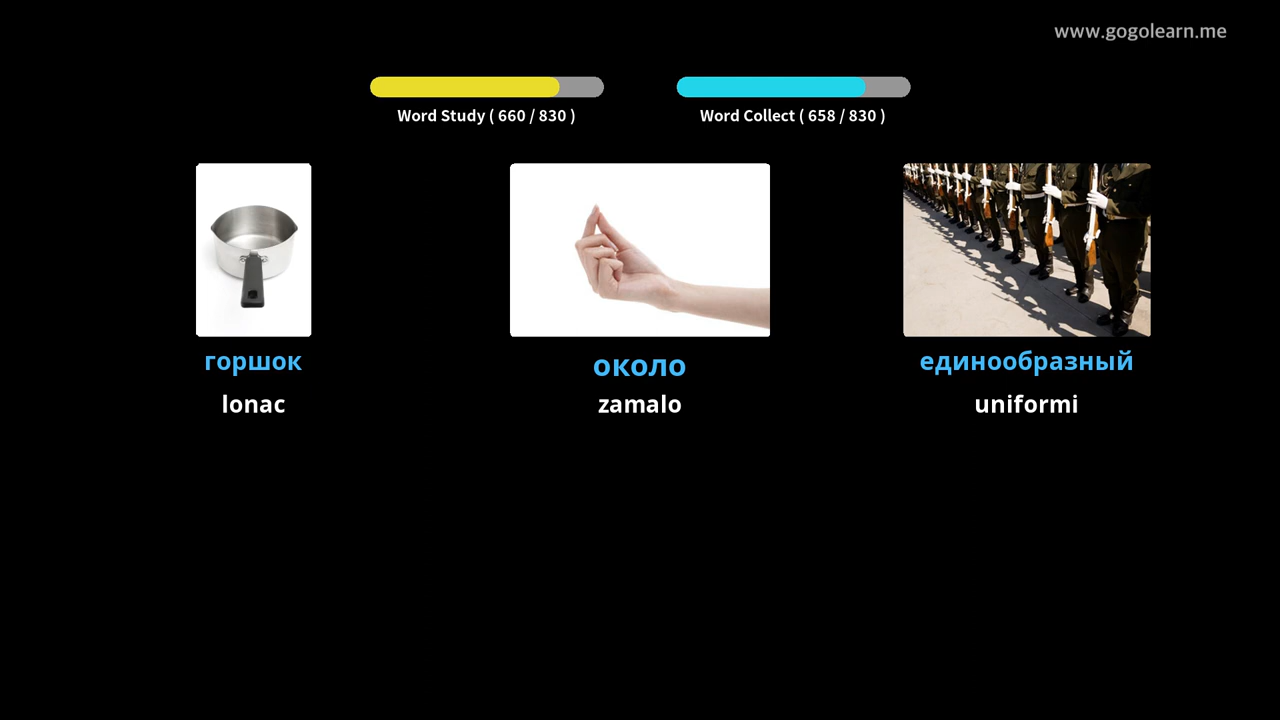 www.gogolearn.me
Word Study ( 660 / 830 )
Word Collect ( 658 / 830 )
горшок
около
единообразный
lonac
zamalo
uniformi